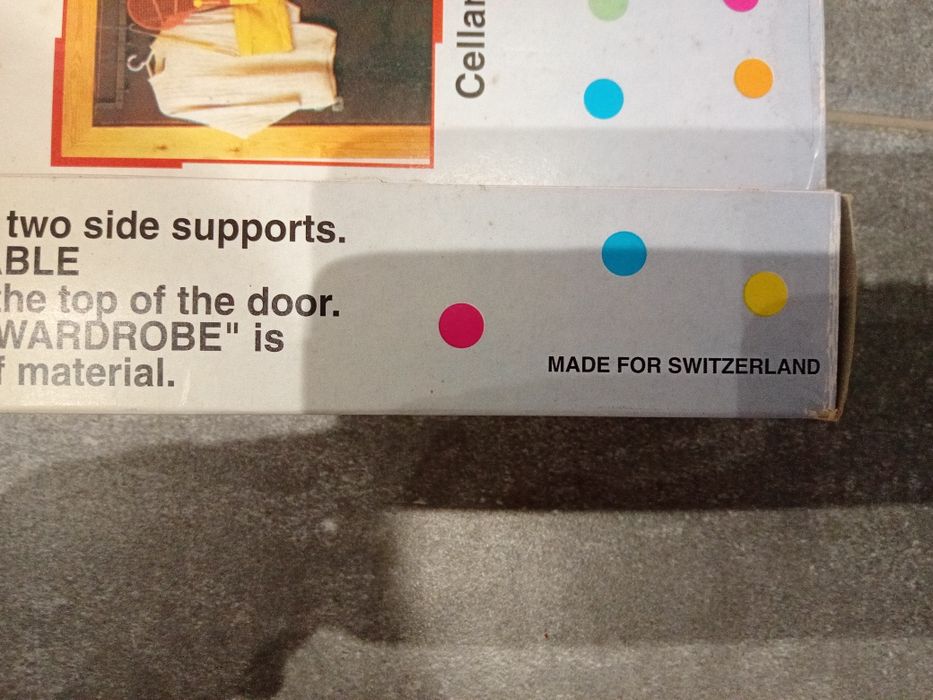 Cellar
two side supports.
ABLE
the top of the door.
WARDROBE" is
f material.
MADE FOR SWITZERLAND